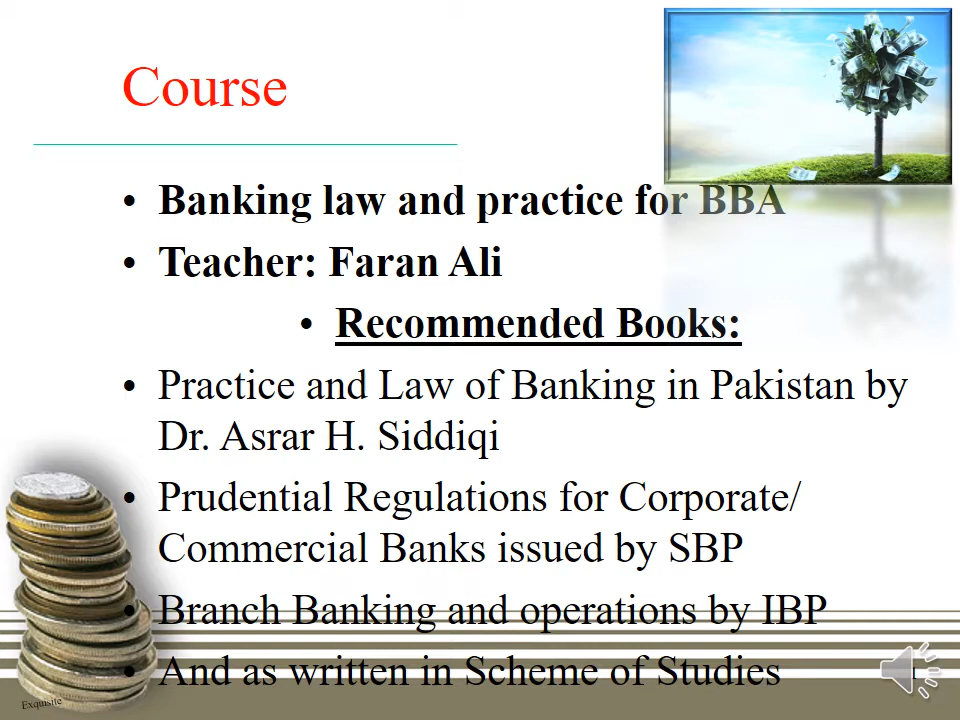 Course
• Banking law and practice for BBA
• Teacher: Faran Ali
• Recommended Books:
• Practice and Law of Banking in Pakistan by
Dr. Asrar H. Siddiqi
• Prudential Regulations for Corporate/
Commercial Banks issued by SBP
• Branch Banking and operations by IBP
• And as written in Scheme of Studies
1
Exquisite